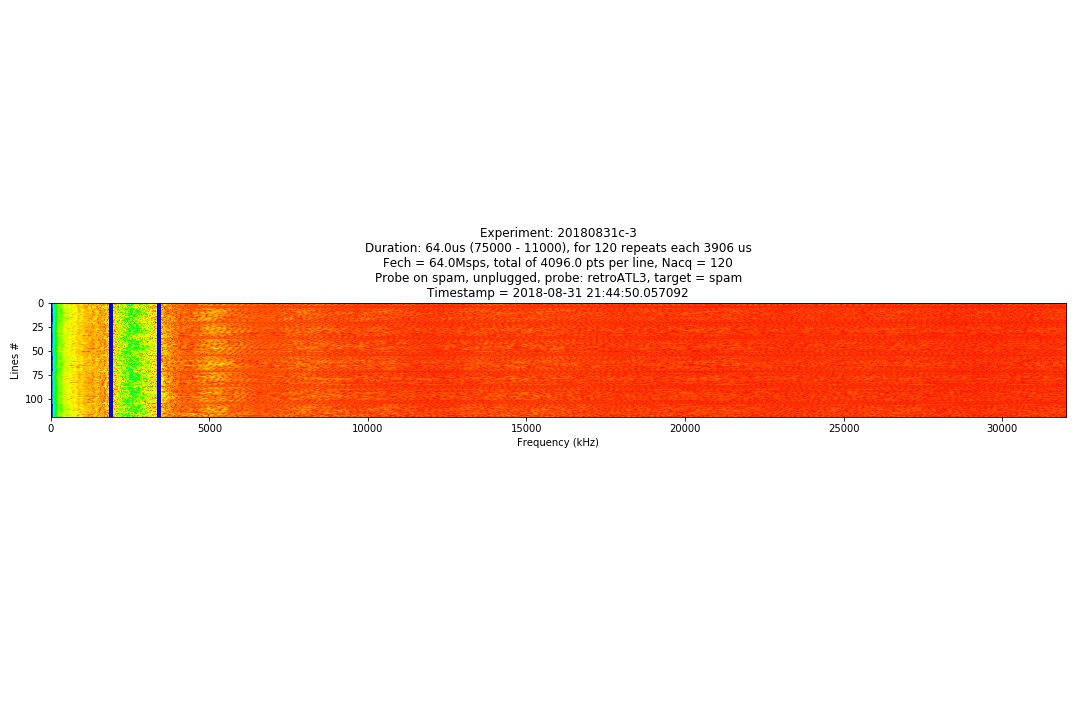 Experiment: 20180831c-3
Duration: 64.0us (75000 - 11000), for 120 repeats each 3906 us
Fech = 64.0Msps, total of 4096.0 pts per line, Nacq = 120
Probe on spam, unplugged, probe: retroATL3, target = spam
Timestamp = 2018-08-31 21:44:50.057092
Lines #
0
25
50
75
100
0 5000 10000 15000 20000 25000 30000
Frequency (kHz)